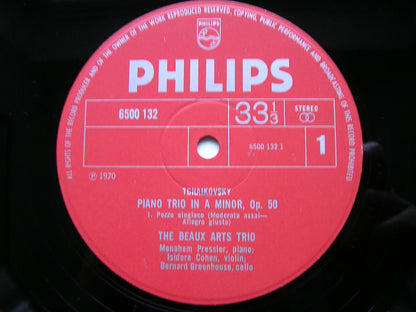 ALL RIGHTS OF THE RECORD PRODUCER AND OF THE OWNER OF THE WORK REPRODUCED RESERVED. COPYING, PUBLIC PERFORMANCE AND BROADCASTING OF THIS RECORD PROHIBITED
PHILIPS
PHILIPS
6500 132
33 1/3
STEREO
6500 132 1
1
℗ 1970
TCHAIKOVSKY
PIANO TRIO IN A MINOR, Op. 50
1. Pezzo elegiaco (Moderato assai—
Allegro giusto)
THE BEAUX ARTS TRIO
Menahem Pressler, piano;
Isidore Cohen, violin;
Bernard Greenhouse, cello